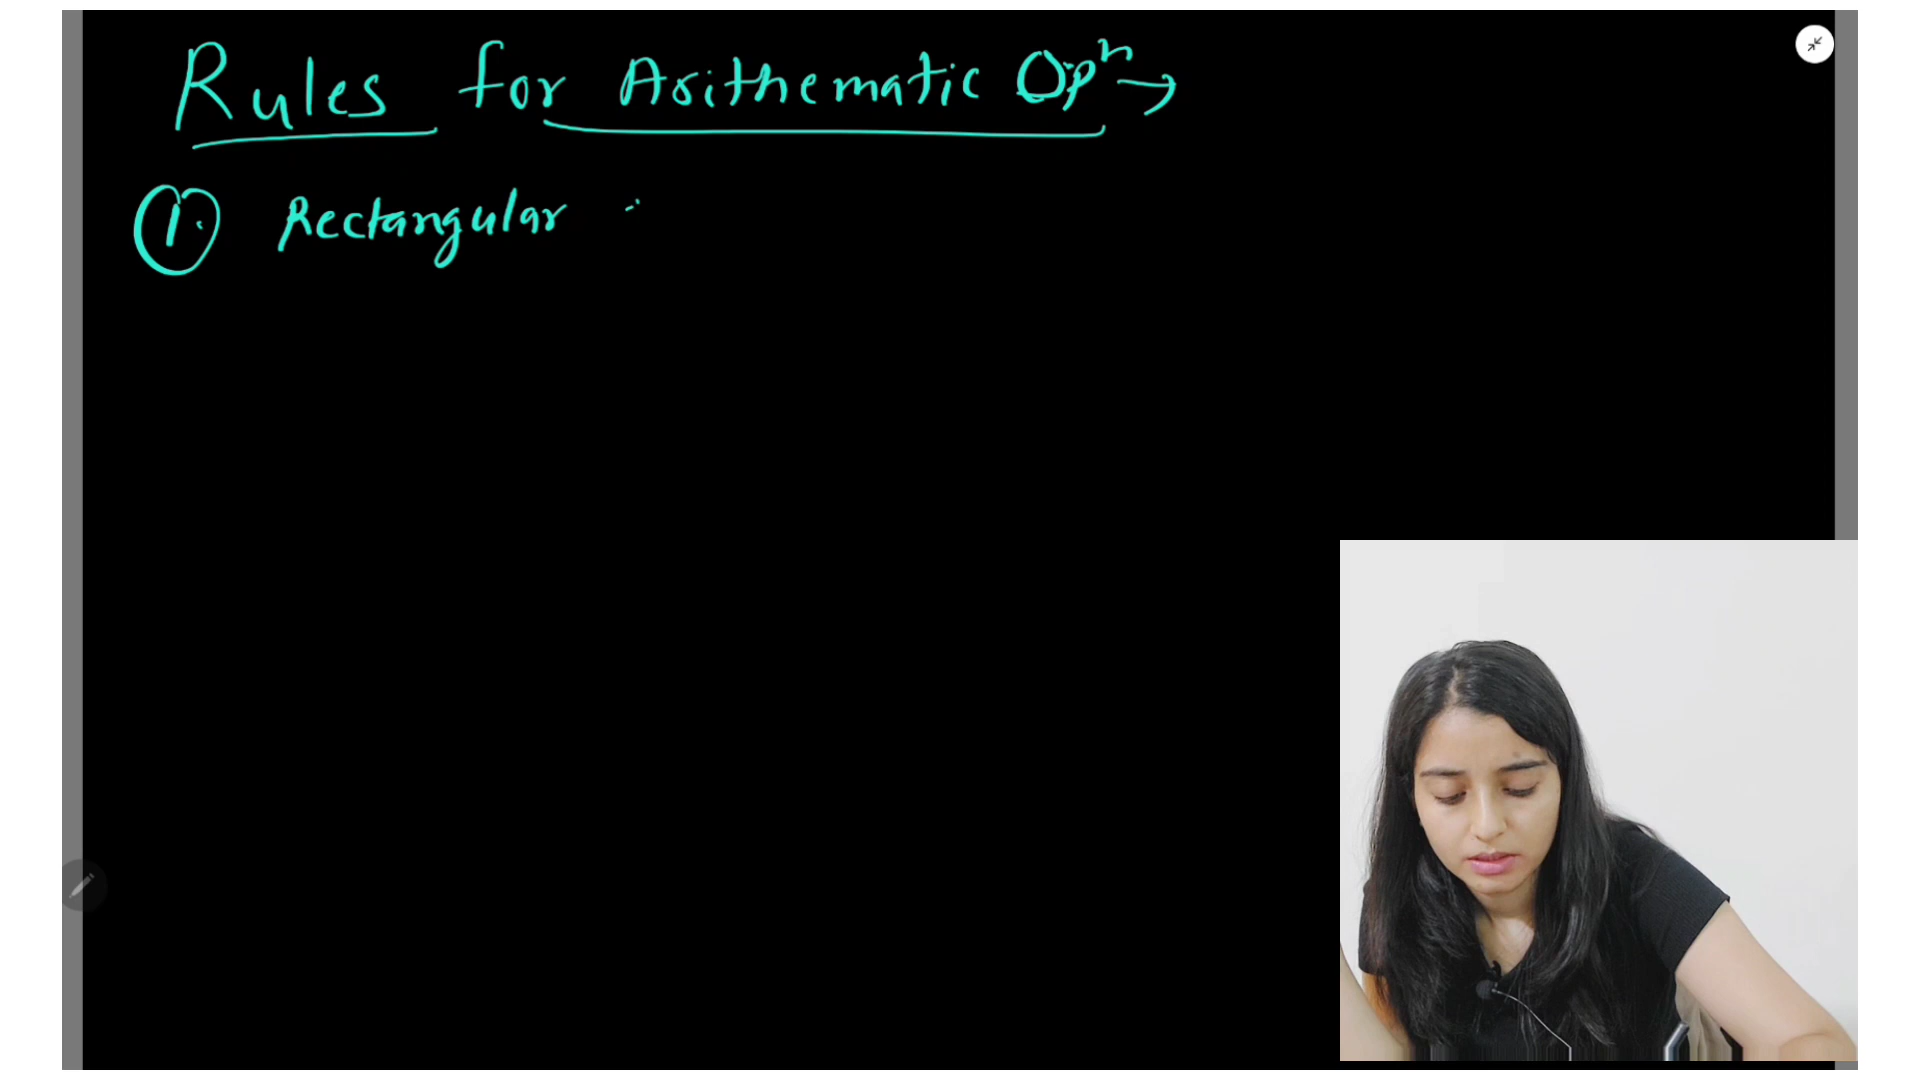 Rules for Arithematic Opn →
1. Rectangular